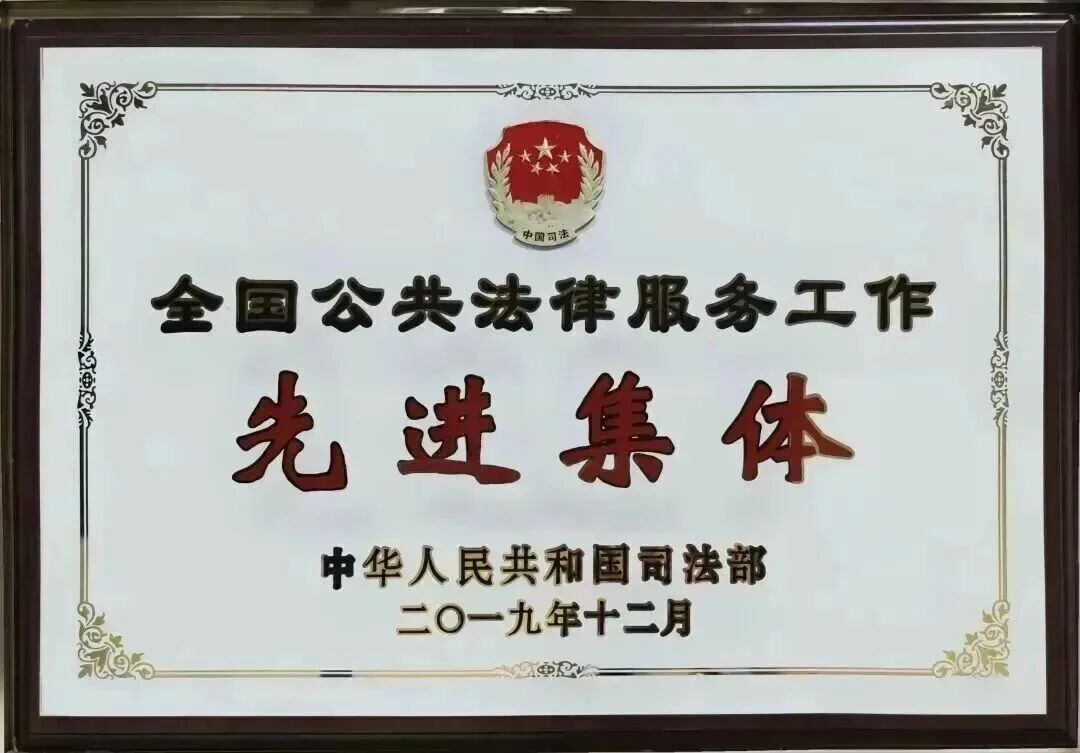 中国司法
全国公共法律服务工作
先进集体
中华人民共和国司法部
二〇一九年十二月